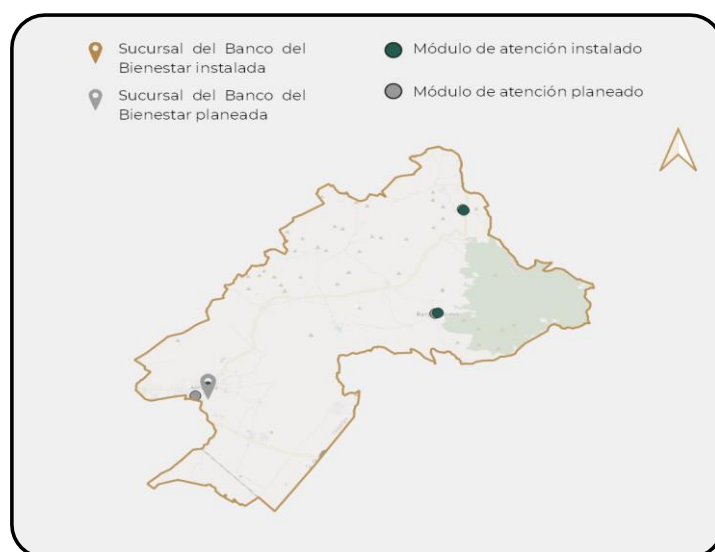 Sucursal del Banco del
Bienestar instalada
Módulo de atención instalado
Sucursal del Banco del
Bienestar planeada
Módulo de atención planeado